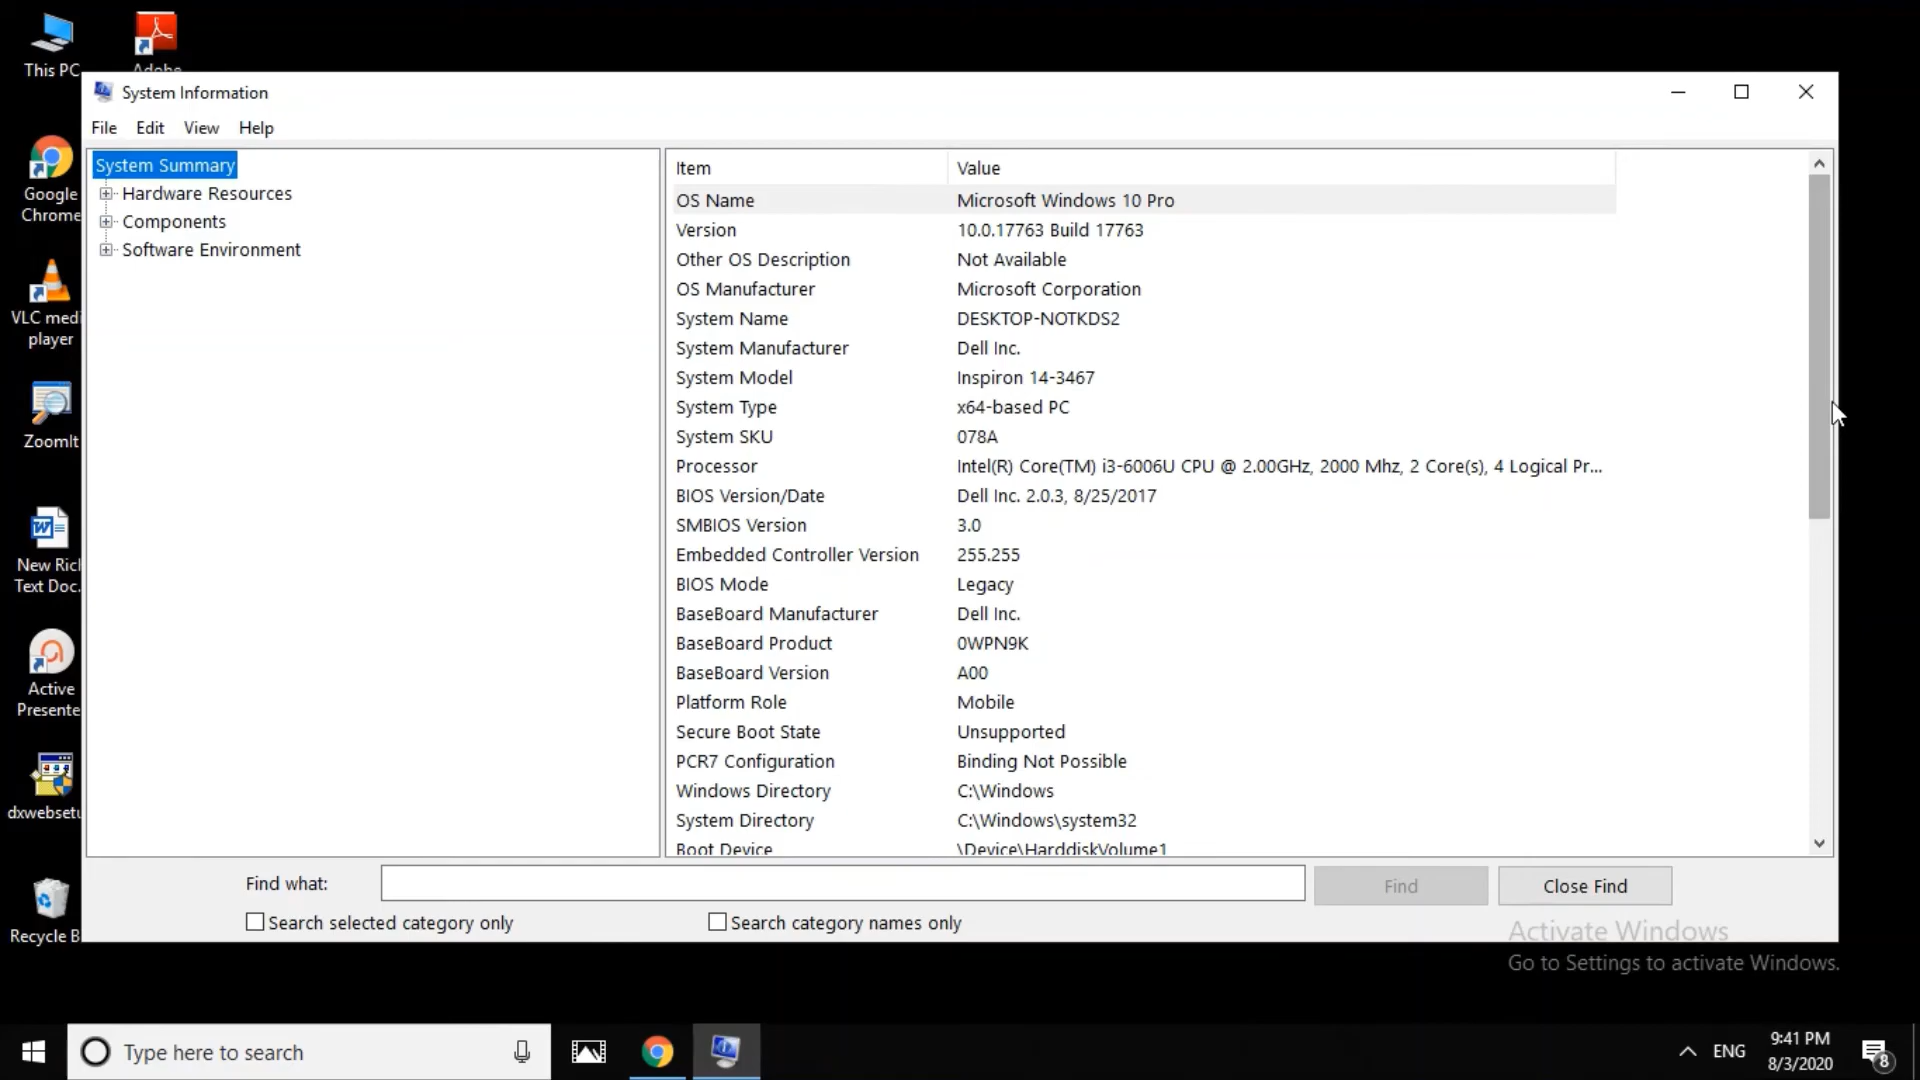 This PC
Adobe
Google
Chrome
VLC medi
player
ZoomIt
New Rich
Text Doc...
Active
Presente
dxwebsetu
Recycle B
System Information
File Edit View Help
System Summary
Hardware Resources
Components
Software Environment
Item Value
OS Name Microsoft Windows 10 Pro
Version 10.0.17763 Build 17763
Other OS Description Not Available
OS Manufacturer Microsoft Corporation
System Name DESKTOP-NOTKDS2
System Manufacturer Dell Inc.
System Model Inspiron 14-3467
System Type x64-based PC
System SKU 078A
Processor Intel(R) Core(TM) i3-6006U CPU @ 2.00GHz, 2000 Mhz, 2 Core(s), 4 Logical Pr...
BIOS Version/Date Dell Inc. 2.0.3, 8/25/2017
SMBIOS Version 3.0
Embedded Controller Version 255.255
BIOS Mode Legacy
BaseBoard Manufacturer Dell Inc.
BaseBoard Product 0WPN9K
BaseBoard Version A00
Platform Role Mobile
Secure Boot State Unsupported
PCR7 Configuration Binding Not Possible
Windows Directory C:\Windows
System Directory C:\Windows\system32
Boot Device \Device\HarddiskVolume1
Find what: Find Close Find
Search selected category only Search category names only
Activate Windows
Go to Settings to activate Windows.
Type here to search
ENG
9:41 PM
8/3/2020
8